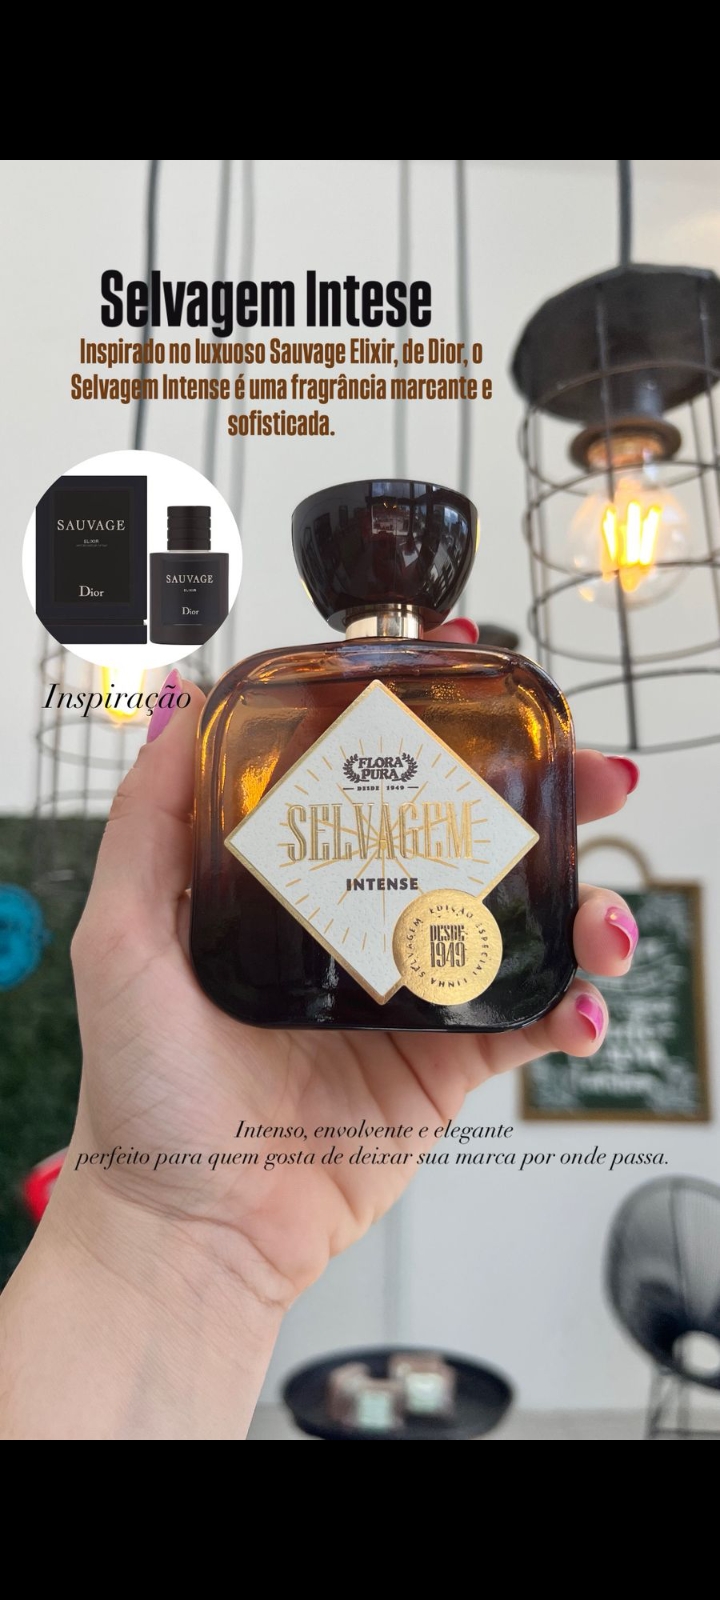 Selvagem Intese
Inspirado no luxuoso Sauvage Elixir, de Dior, o
Selvagem Intense é uma fragrância marcante e
sofisticada.
SAUVAGE
ELIXIR
Dior
SAUVAGE
ELIXIR
Dior
Inspiração
FLORA
PURA
DESDE 1949
SELVAGEM
INTENSE
EDIÇÃO ESPECIAL LINHA SELVAGEM
DESDE
1949
Intenso, envolvente e elegante
perfeito para quem gosta de deixar sua marca por onde passa.